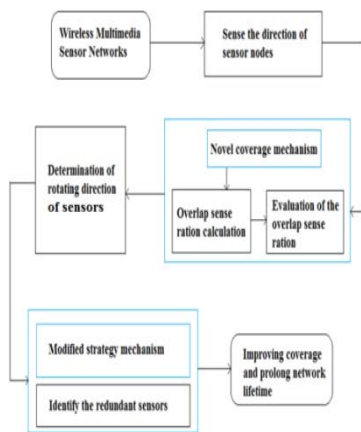 Wireless Multimedia
Sensor Networks
Sense the direction of
sensor nodes
Novel coverage mechanism
Overlap sense
ration calculation
Evaluation of the
overlap sense
ration
Determination of
rotating direction
of sensors
Modified strategy mechanism
Identify the redundant sensors
Improving coverage
and prolong network
lifetime